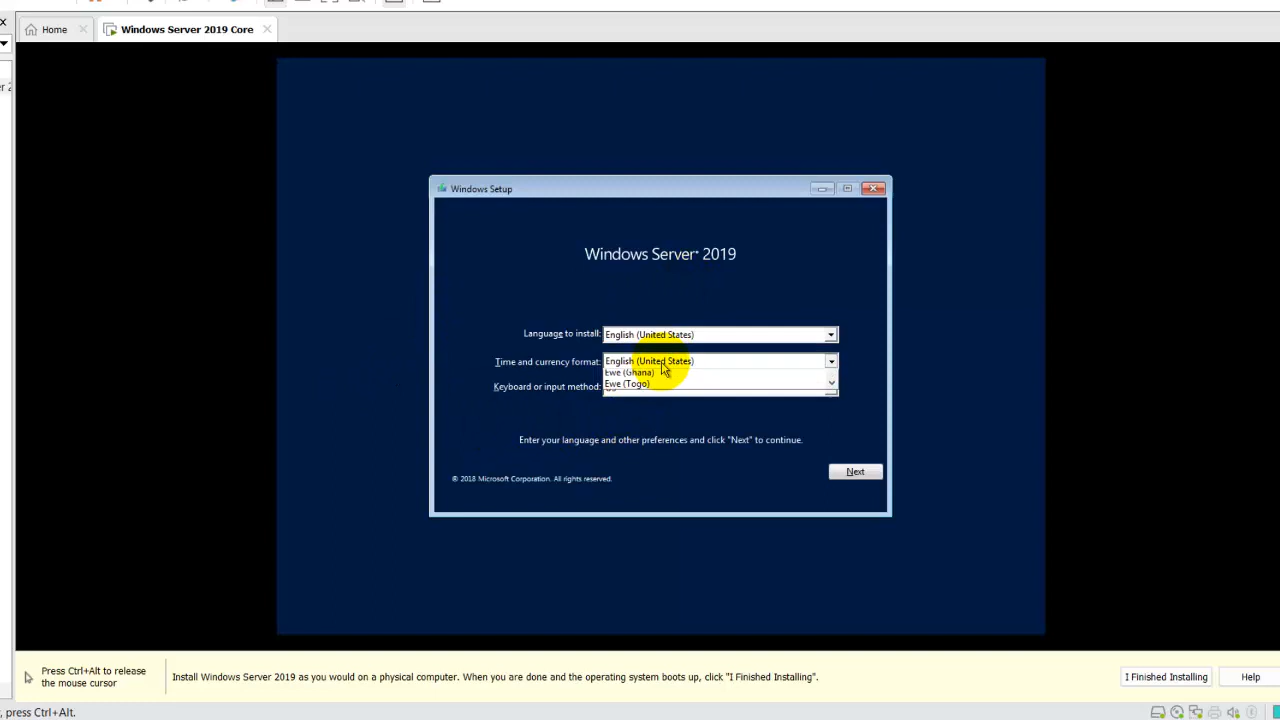 Home
Windows Server 2019 Core
Windows Setup
Windows Server 2019
Language to install: English (United States)
Time and currency format: English (United States)
Ewe (Ghana)
Ewe (Togo)
Keyboard or input method:
Enter your language and other preferences and click "Next" to continue.
Next
© 2018 Microsoft Corporation. All rights reserved.
Press Ctrl+Alt to release
the mouse cursor
Install Windows Server 2019 as you would on a physical computer. When you are done and the operating system boots up, click "I Finished Installing".
I Finished Installing
Help
, press Ctrl+Alt.